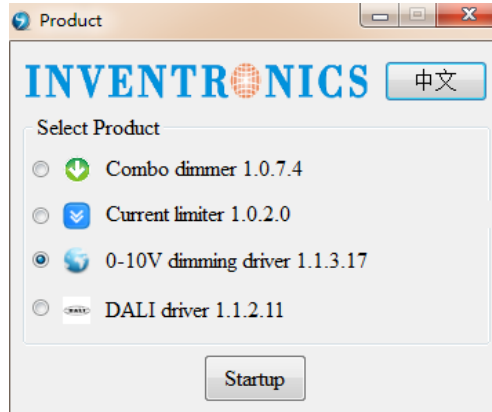 Product
INVENTRONICS
中文
Select Product
Combo dimmer 1.0.7.4
Current limiter 1.0.2.0
0-10V dimming driver 1.1.3.17
DALI
DALI driver 1.1.2.11
Startup